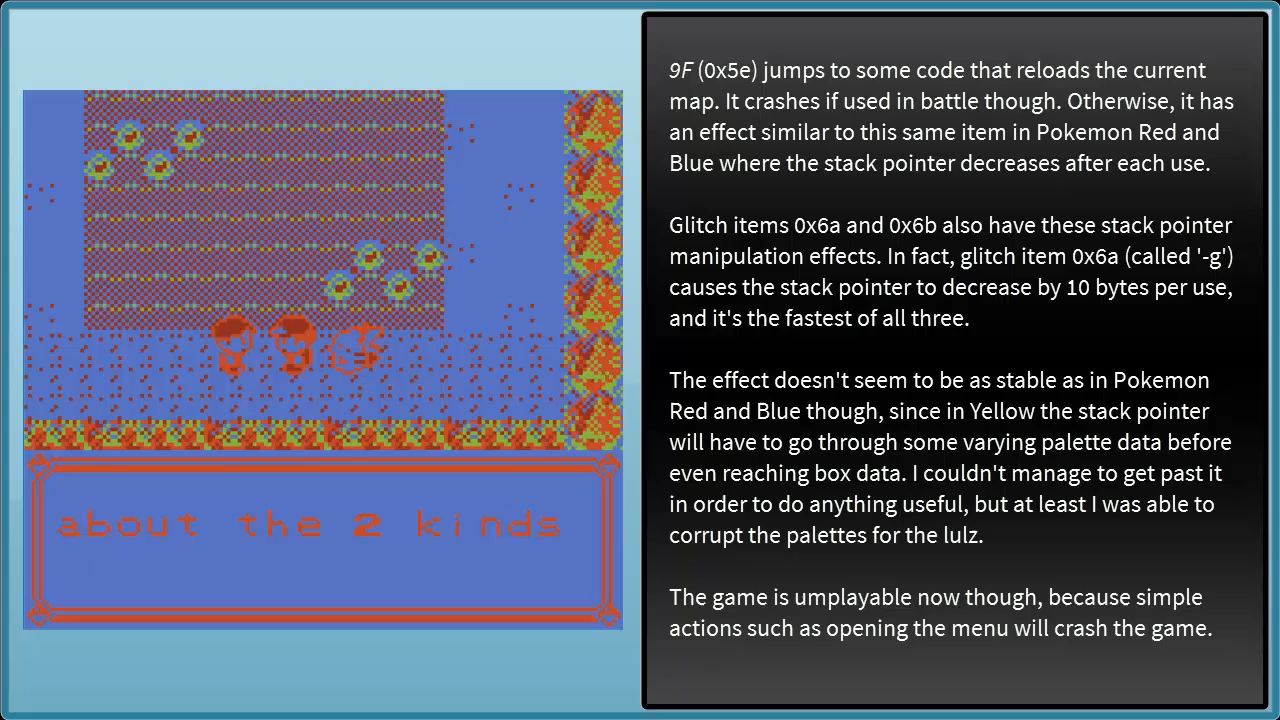 9F (0x5e) jumps to some code that reloads the current
map. It crashes if used in battle though. Otherwise, it has
an effect similar to this same item in Pokemon Red and
Blue where the stack pointer decreases after each use.
Glitch items 0x6a and 0x6b also have these stack pointer
manipulation effects. In fact, glitch item 0x6a (called '-g')
causes the stack pointer to decrease by 10 bytes per use,
and it's the fastest of all three.
The effect doesn't seem to be as stable as in Pokemon
Red and Blue though, since in Yellow the stack pointer
will have to go through some varying palette data before
even reaching box data. I couldn't manage to get past it
in order to do anything useful, but at least I was able to
corrupt the palettes for the lulz.
The game is umplayable now though, because simple
actions such as opening the menu will crash the game.
about the 2 kinds